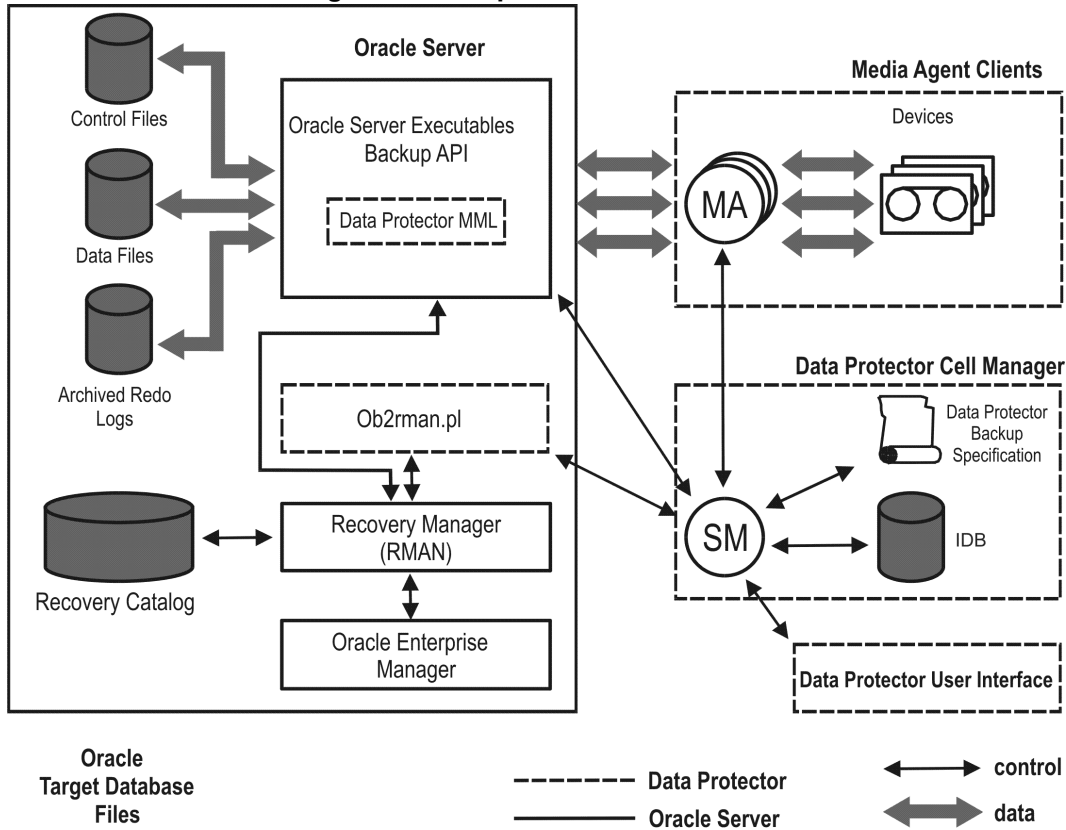 Oracle Server
Control Files
Data Files
Archived Redo
Logs
Oracle Server Executables
Backup API
Data Protector MML
Ob2rman.pl
Recovery Manager
(RMAN)
Recovery Catalog
Oracle Enterprise
Manager
Media Agent Clients
Devices
MA
Data Protector Cell Manager
Data Protector
Backup
Specification
SM
IDB
Data Protector User Interface
Oracle
Target Database
Files
Data Protector
Oracle Server
control
data